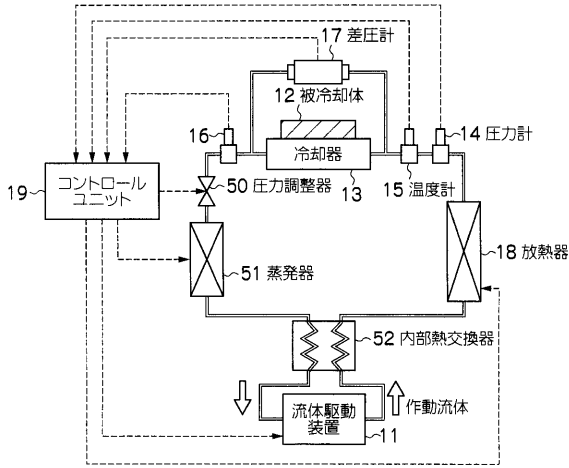 17 差圧計
12 被冷却体
16
14 圧力計
冷却器
13
15 温度計
19
コントロール
ユニット
50 圧力調整器
51 蒸発器
18 放熱器
52 内部熱交換器
流体駆動
装置
作動流体
11